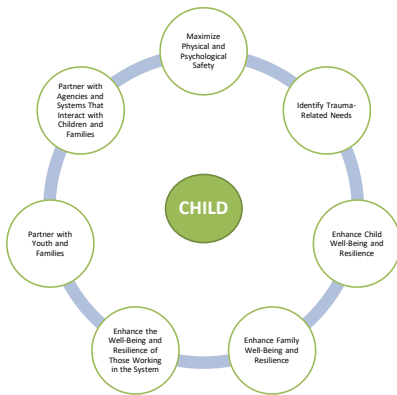 Maximize
Physical and
Psychological
Safety
Identify Trauma-
Related Needs
Enhance Child
Well-Being and
Resilience
Enhance Family
Well-Being and
Resilience
Enhance the
Well-Being and
Resilience of
Those Working
in the System
Partner with
Youth and
Families
Partner with
Agencies and
Systems That
Interact with
Children and
Families
CHILD